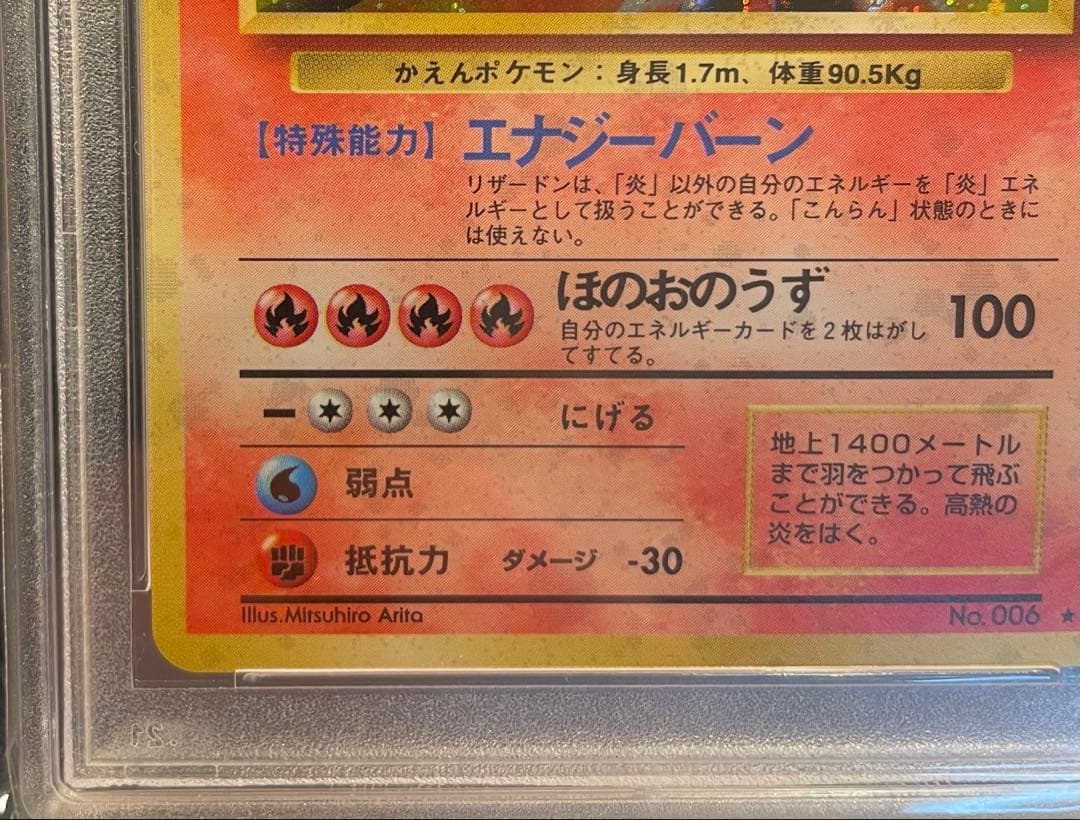 かえんポケモン：身長1.7m、体重90.5Kg
【特殊能力】 エナジーバーン
リザードンは、「炎」以外の自分のエネルギーを「炎」エネ
ルギーとして扱うことができる。「こんらん」状態のときに
は使えない。
ほのおのうず 100
自分のエネルギーカードを２枚はがし
てすてる。
にげる
弱点
抵抗力 ダメージ -30
地上1400メートル
まで羽をつかって飛ぶ
ことができる。高熱の
炎をはく。
Illus.Mitsuhiro Arita
No. 006 ★